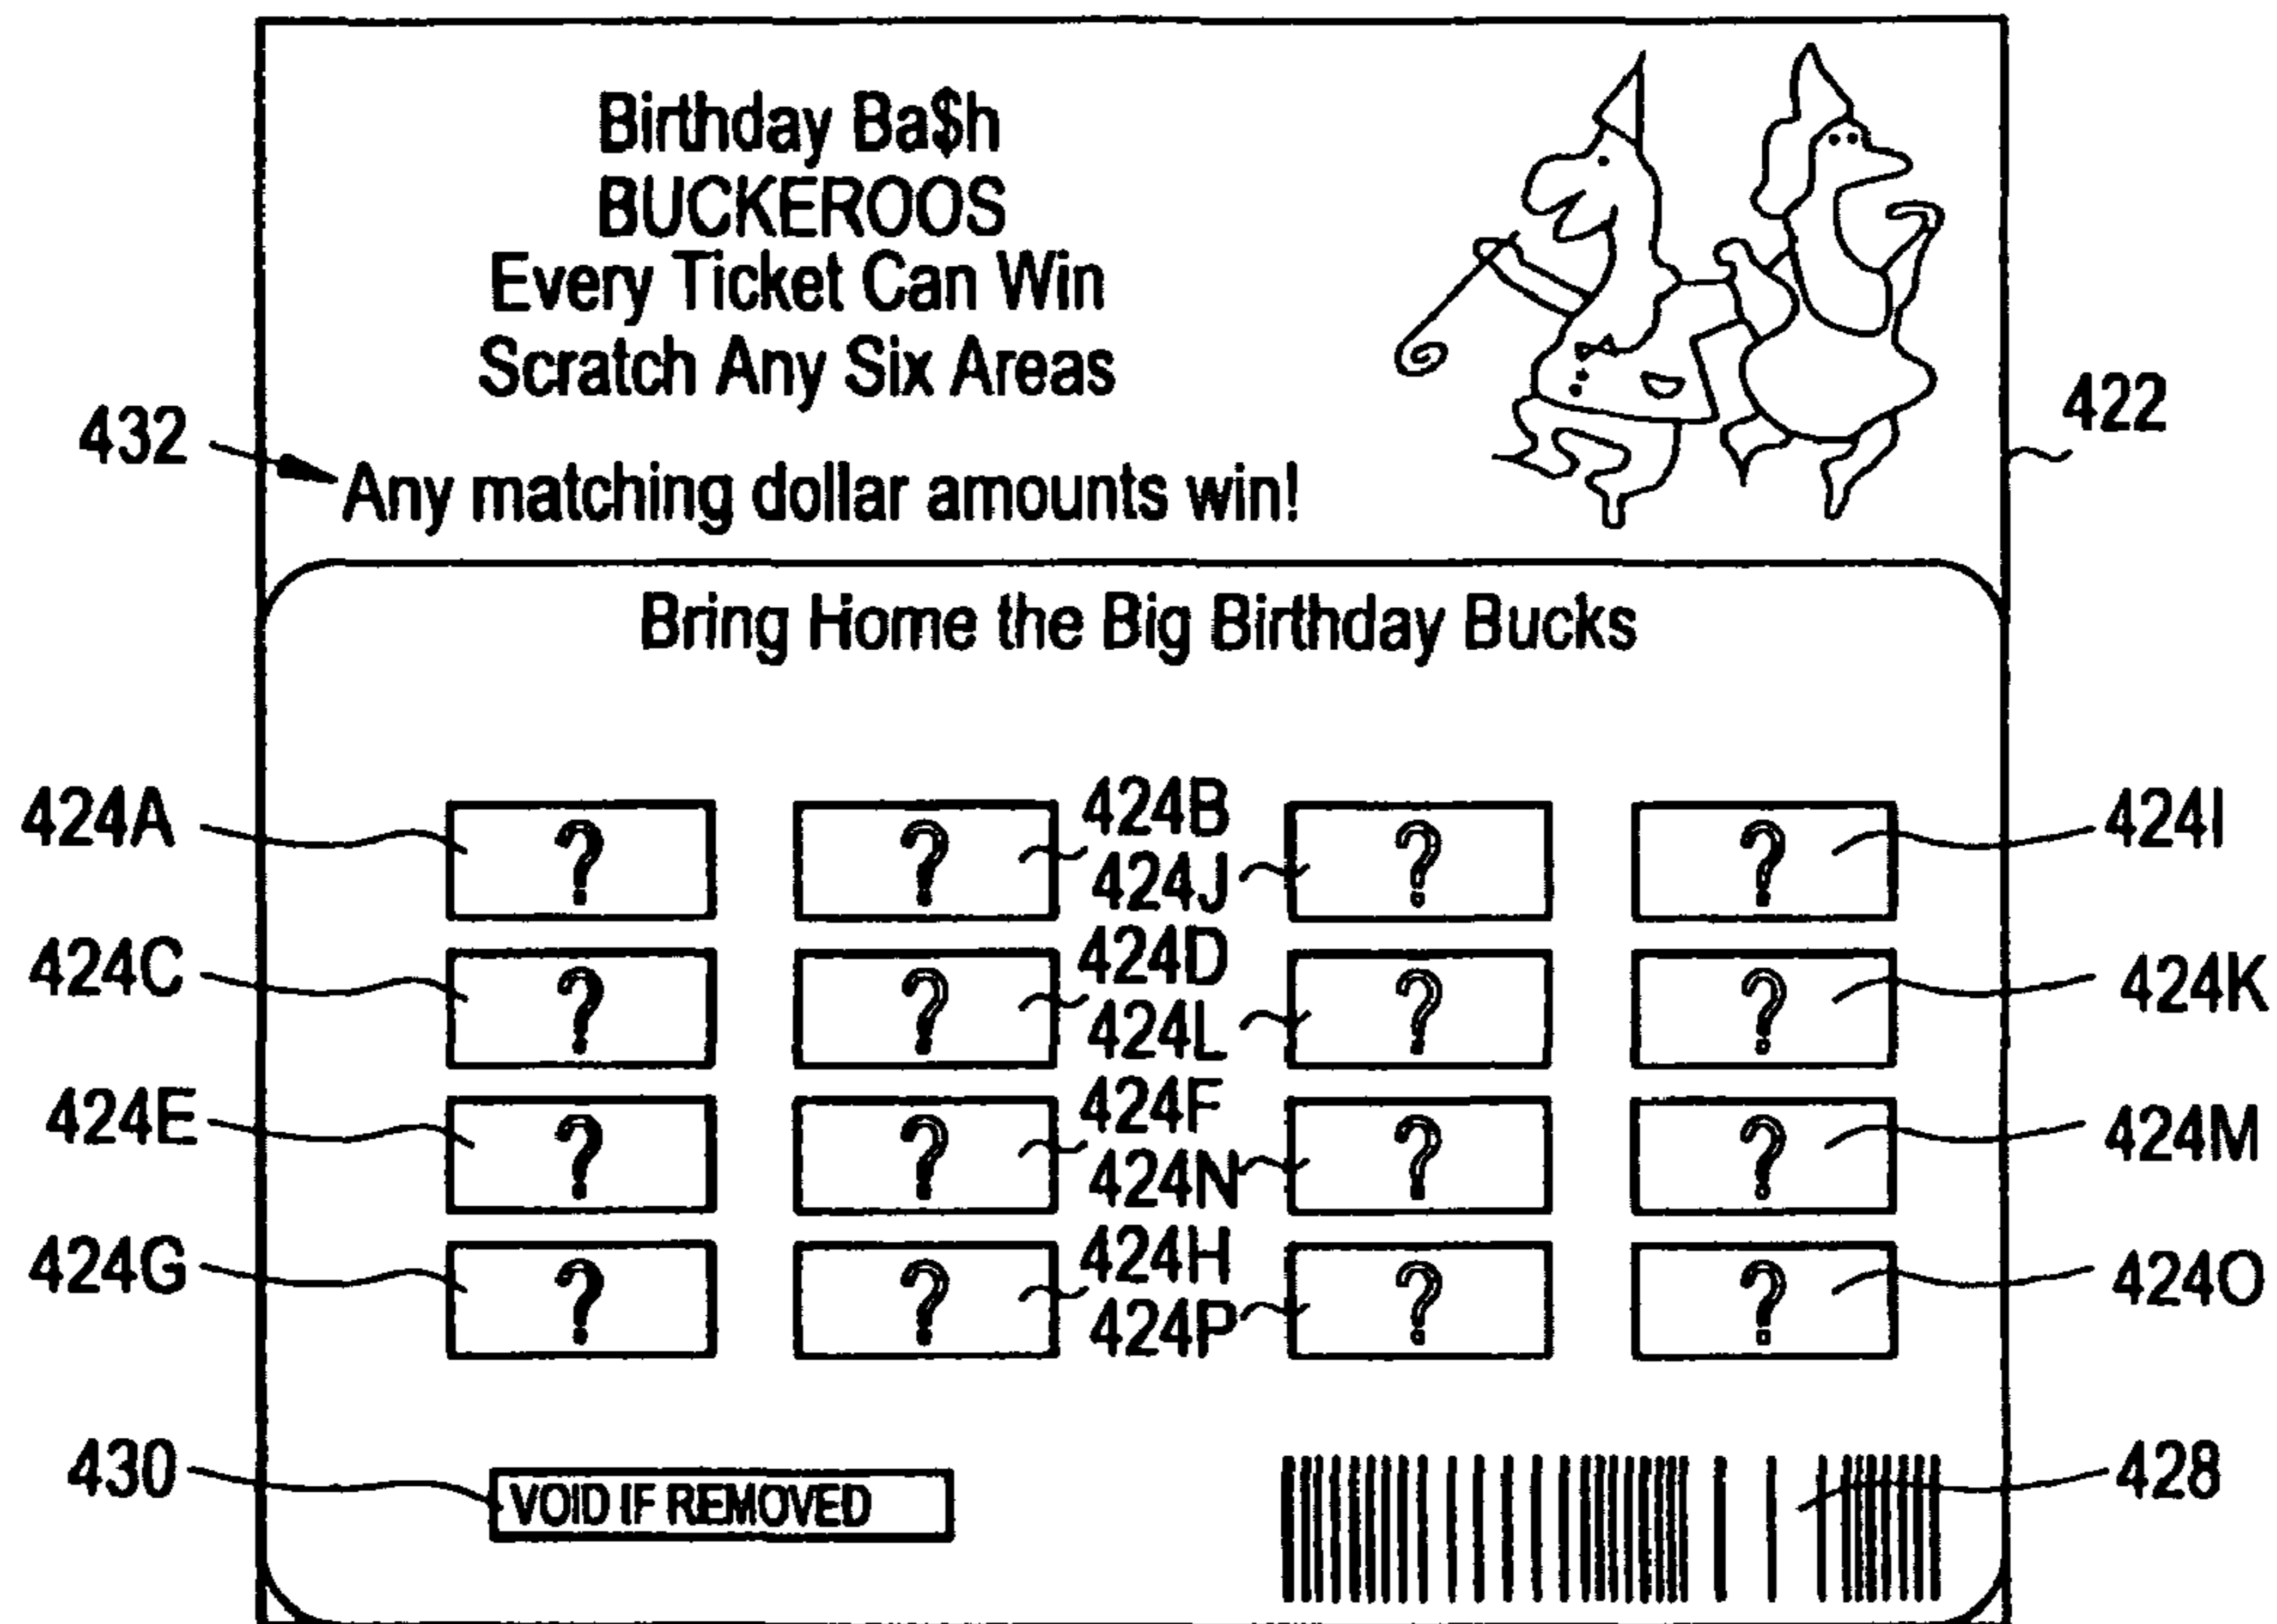 Birthday Ba$h
BUCKEROOS
Every Ticket Can Win
Scratch Any Six Areas
422
432
Any matching dollar amounts win!
Bring Home the Big Birthday Bucks
424A ? ? 424B 424J ? ? 424I
424C ? ? 424D 424L ? ? 424K
424E ? ? 424F 424N ? ? 424M
424G ? ? 424H 424P ? ? 424O
430 VOID IF REMOVED 428